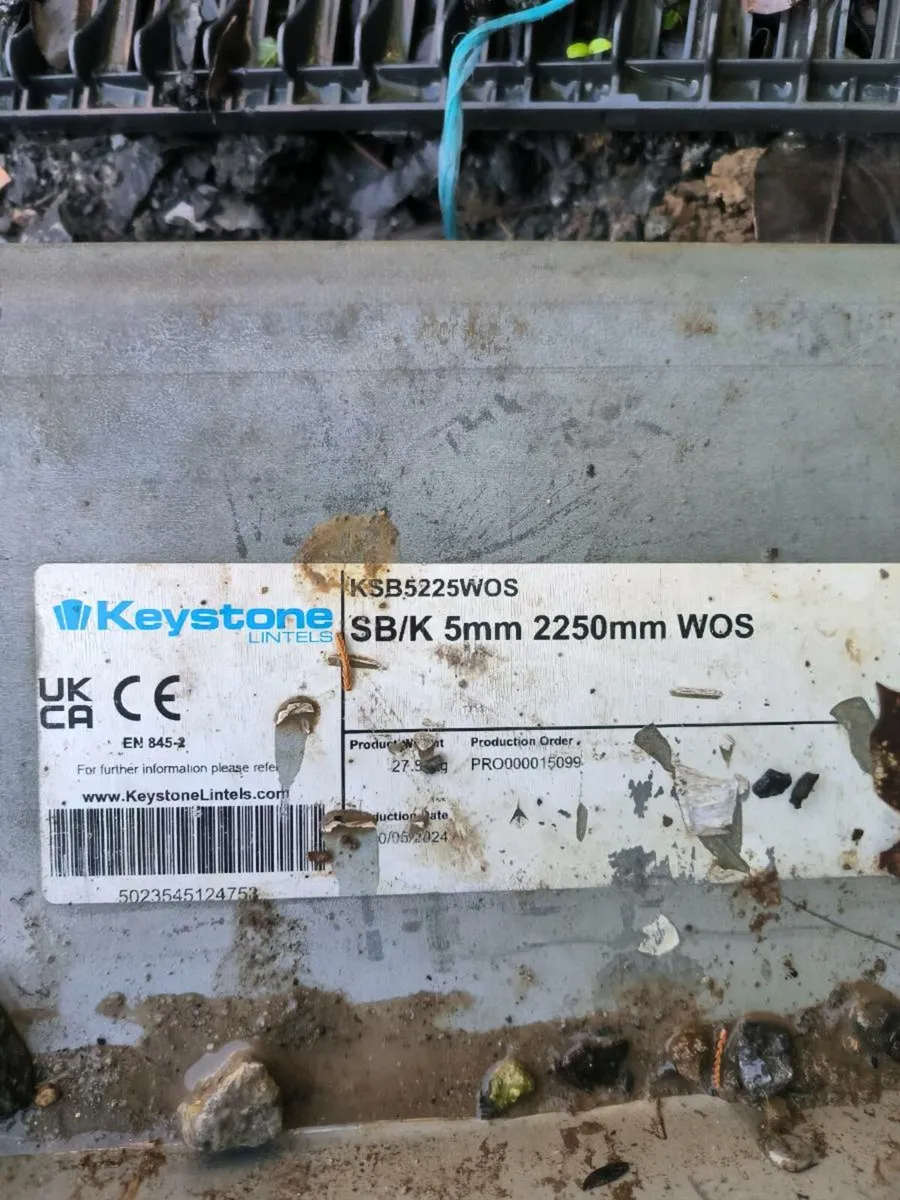 Keystone
LINTELS
KSB5225WOS
SB/K 5mm 2250mm WOS
UK
CA
CE
EN 845-2
For further information please
www.KeystoneLintels.com
5023545124753
Production Order
PRO000015099